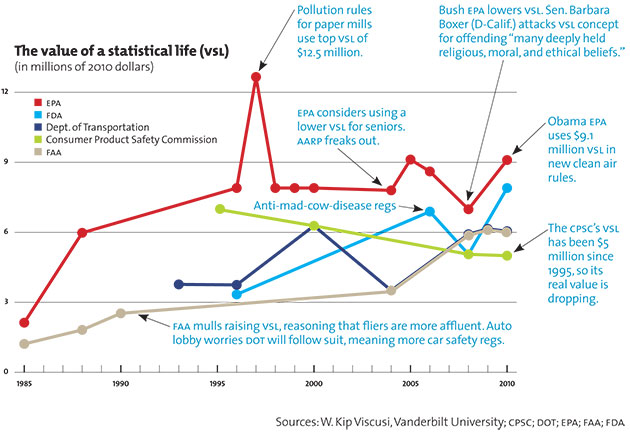 Pollution rules
for paper mills
use top VSL of
$12.5 million.
Bush EPA lowers VSL. Sen. Barbara
Boxer (D-Calif.) attacks VSL concept
for offending “many deeply held
religious, moral, and ethical beliefs.”
The value of a statistical life (VSL)
(in millions of 2010 dollars)
12
EPA
FDA
Dept. of Transportation
Consumer Product Safety Commission
FAA
EPA considers using a
lower VSL for seniors.
AARP freaks out.
Obama EPA
uses $9.1
million VSL in
new clean air
rules.
9
Anti-mad-cow-disease regs
6
The CPSC’s VSL
has been $5
million since
1995, so its
real value is
dropping.
3
FAA mulls raising VSL, reasoning that fliers are more affluent. Auto
lobby worries DOT will follow suit, meaning more car safety regs.
0
1985 1990 1995 2000 2005 2010
Sources: W. Kip Viscusi, Vanderbilt University; CPSC; DOT; EPA; FAA; FDA